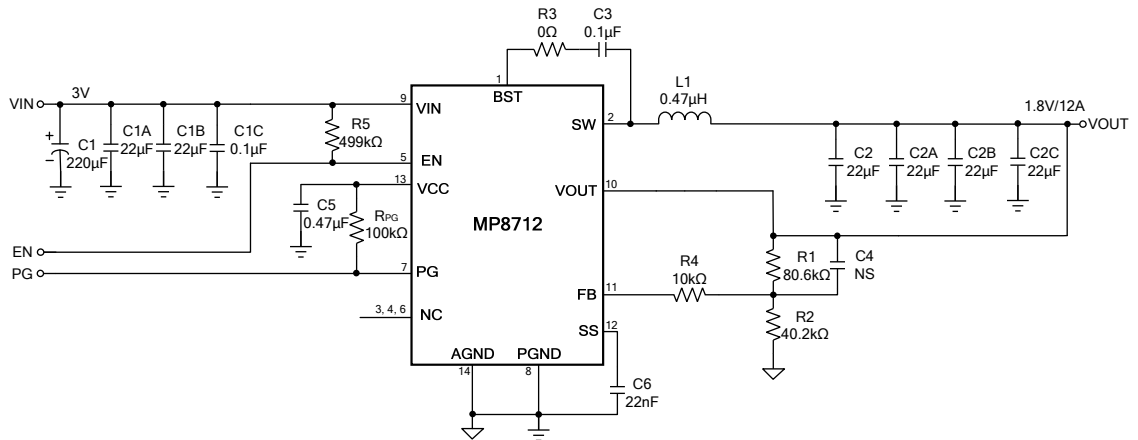 R3
0Ω
C3
0.1µF
1
BST
VIN
3V
9
VIN
+
−
C1
220µF
C1A
22µF
C1B
22µF
C1C
0.1µF
R5
499kΩ
5
EN
13
VCC
C5
0.47µF
RPG
100kΩ
EN
PG
7
PG
3, 4, 6
NC
MP8712
AGND
14
PGND
8
SW
2
L1
0.47µH
1.8V/12A
VOUT
C2
22µF
C2A
22µF
C2B
22µF
C2C
22µF
VOUT
10
R1
80.6kΩ
C4
NS
R4
10kΩ
FB
11
R2
40.2kΩ
SS
12
C6
22nF